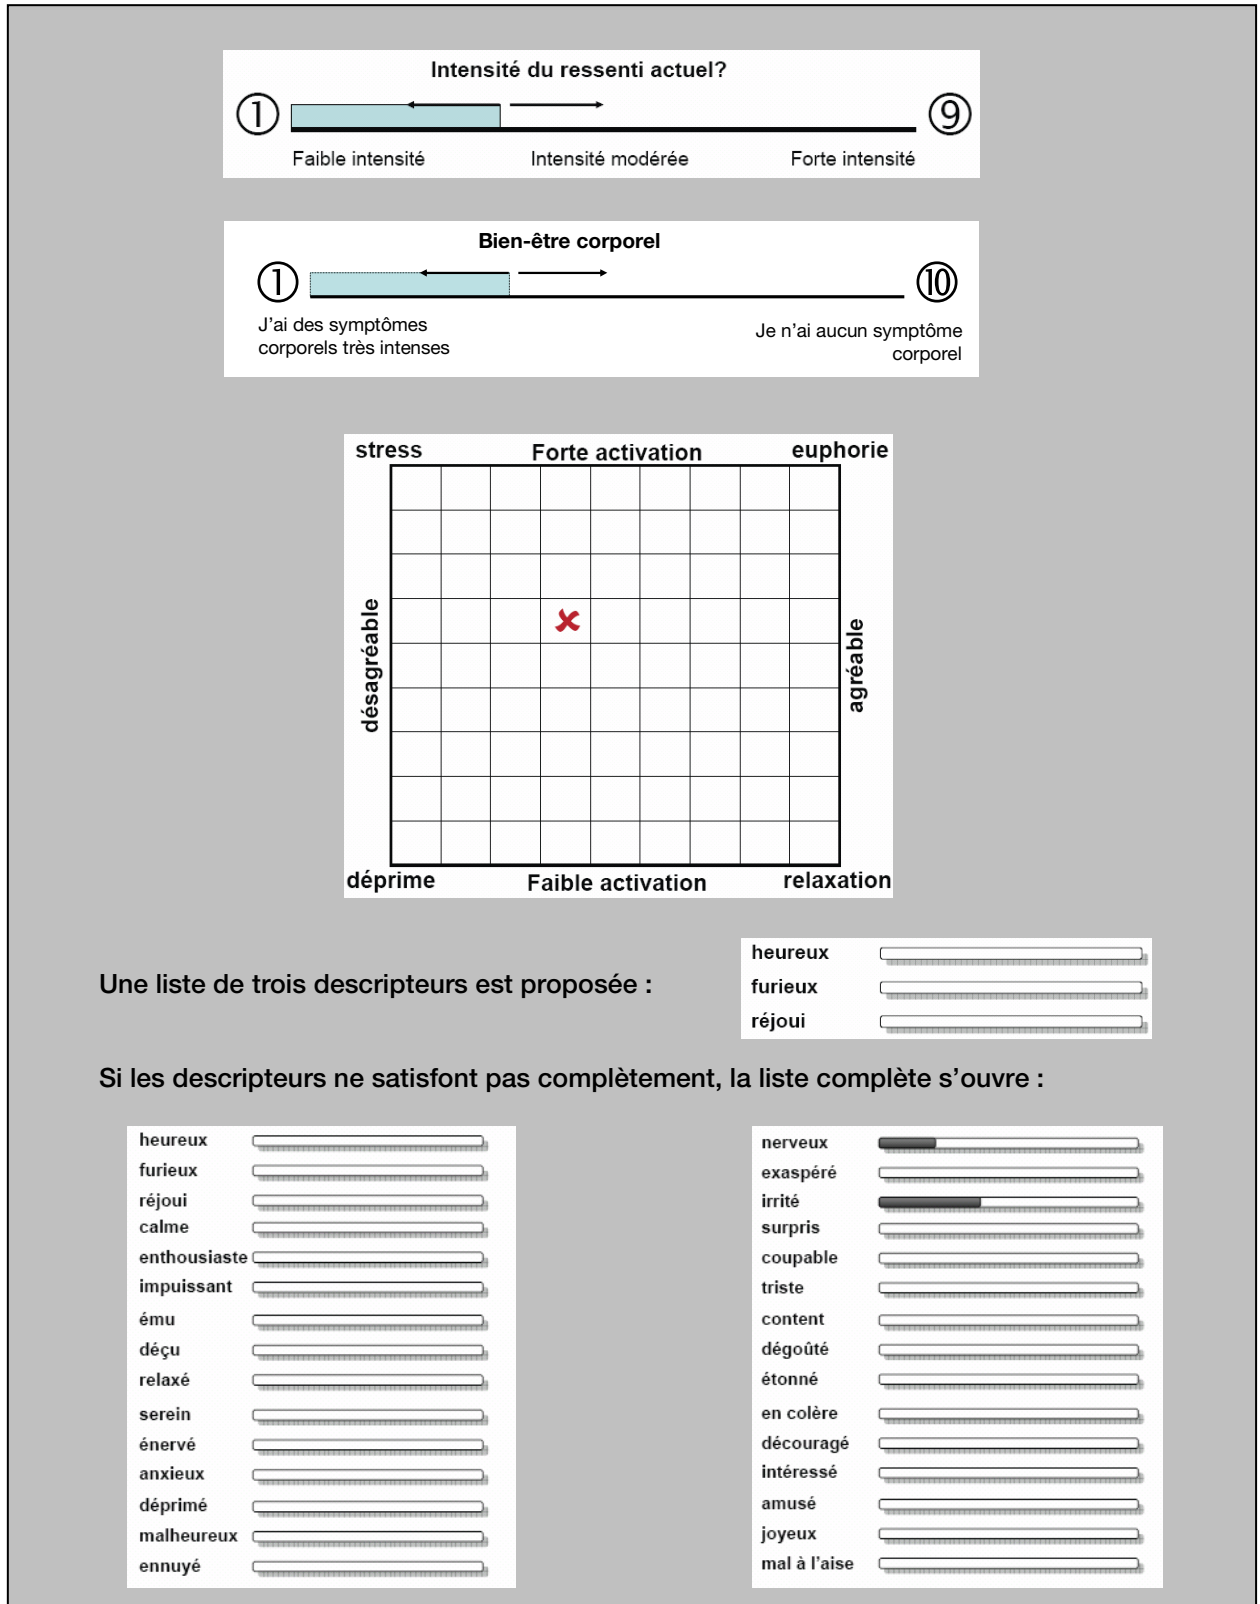 Intensité du ressenti actuel?
① ⑨
Faible intensité Intensité modérée Forte intensité
Bien-être corporel
① ⑩
J'ai des symptômes
corporels très intenses
Je n'ai aucun symptôme
corporel
stress Forte activation euphorie
désagréable
agréable
déprime Faible activation relaxation
Une liste de trois descripteurs est proposée :
heureux
furieux
réjoui
Si les descripteurs ne satisfont pas complètement, la liste complète s'ouvre :
heureux
furieux
réjoui
calme
enthousiaste
impuissant
ému
déçu
relaxé
serein
énervé
anxieux
déprimé
malheureux
ennuyé
nerveux
exaspéré
irrité
surpris
coupable
triste
content
dégoûté
étonné
en colère
découragé
intéressé
amusé
joyeux
mal à l'aise